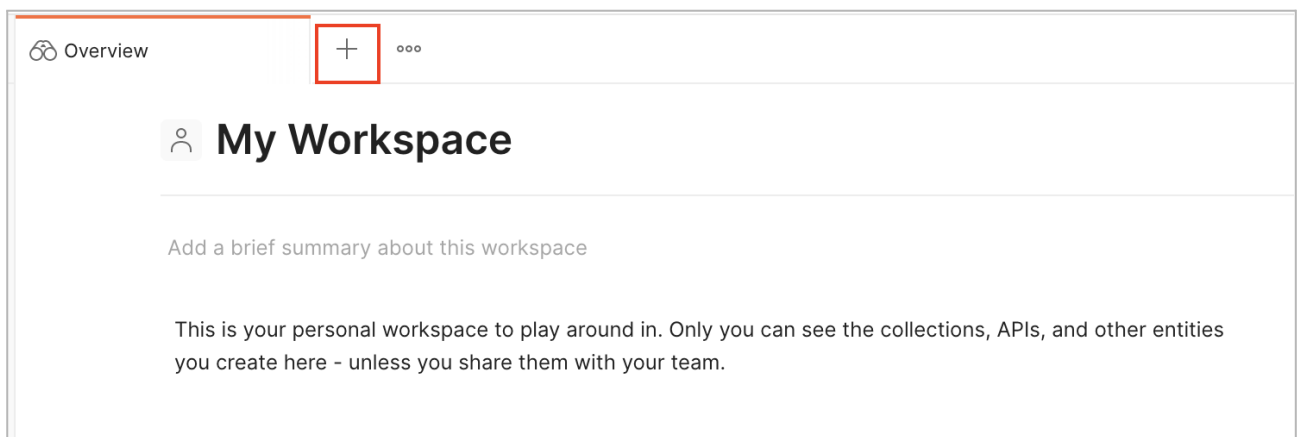 Overview
My Workspace
Add a brief summary about this workspace
This is your personal workspace to play around in. Only you can see the collections, APIs, and other entities
you create here - unless you share them with your team.